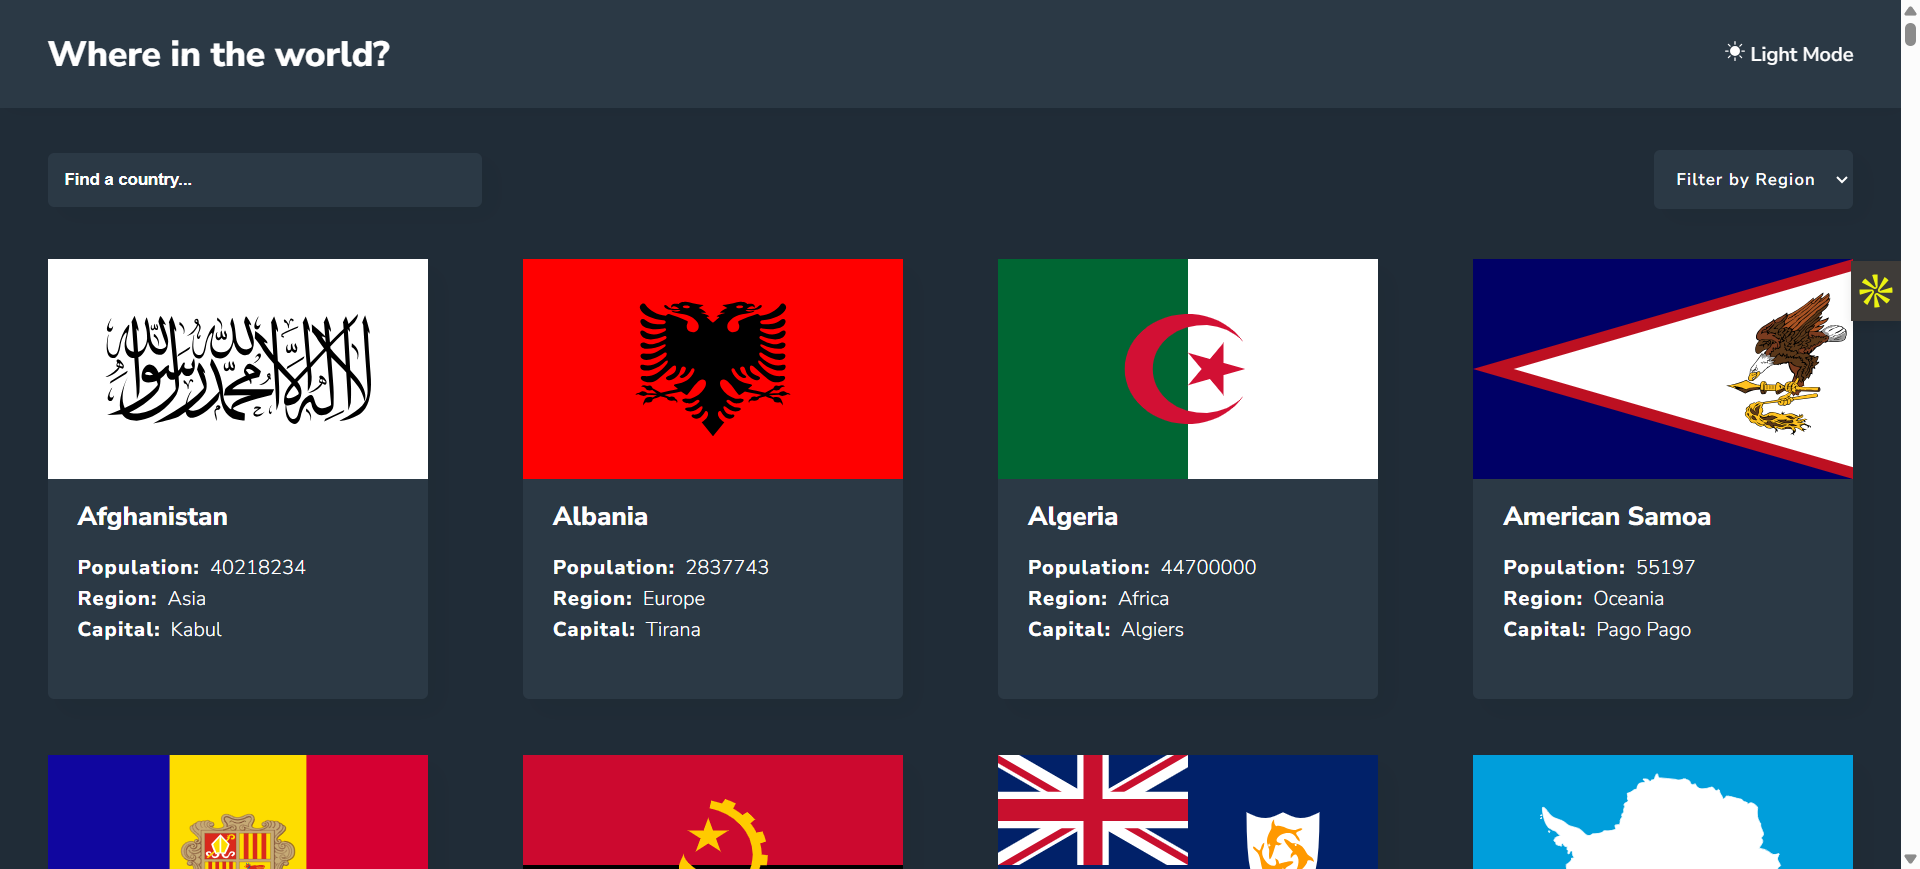 Where in the world?
Light Mode
Find a country...
Filter by Region
لا إله إلا الله محمد رسول الله
Afghanistan
Population: 40218234
Region: Asia
Capital: Kabul
Albania
Population: 2837743
Region: Europe
Capital: Tirana
Algeria
Population: 44700000
Region: Africa
Capital: Algiers
American Samoa
Population: 55197
Region: Oceania
Capital: Pago Pago